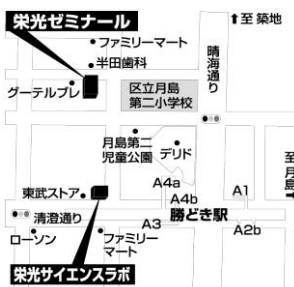 栄光ゼミナール
至 築地
ファミリーマート
半田歯科
晴海通り
グーテルブレ
区立月島
第二小学校
月島第二
児童公園
デリド
至
月
島
東武ストア
A4a
A4b
A1
清澄通り
A3
勝どき駅
A2b
ローソン
ファミリー
マート
栄光サイエンスラボ